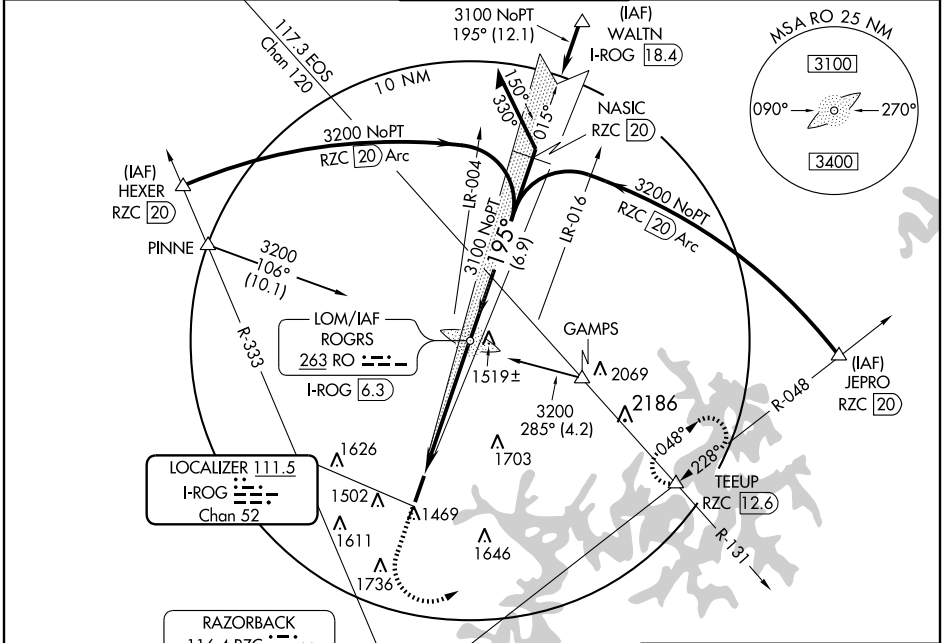 3100 NoPT
195° (12.1)
(IAF)
WALTN
I-ROG 18.4
MSA RO 25 NM
3100
090°
270°
3400
117.3 EOS
Chan 120
10 NM
150°
330°
015°
NASIC
RZC 20
3200 NoPT
RZC 20 Arc
LR-004
LR-016
3200 NoPT
RZC 20 Arc
(IAF)
HEXER
RZC 20
3100 NoPT
195°
(6.9)
PINNE
3200
106°
(10.1)
LOM/IAF
ROGRS
263 RO
I-ROG 6.3
1519±
GAMPS
2069
3200
285° (4.2)
2186
(IAF)
JEPRO
RZC 20
R-048
R-333
048°
228°
TEEUP
RZC 12.6
R-131
1626
1703
LOCALIZER 111.5
I-ROG
Chan 52
1502
1469
1611
1646
1736
RAZORBACK
116.4 RZC